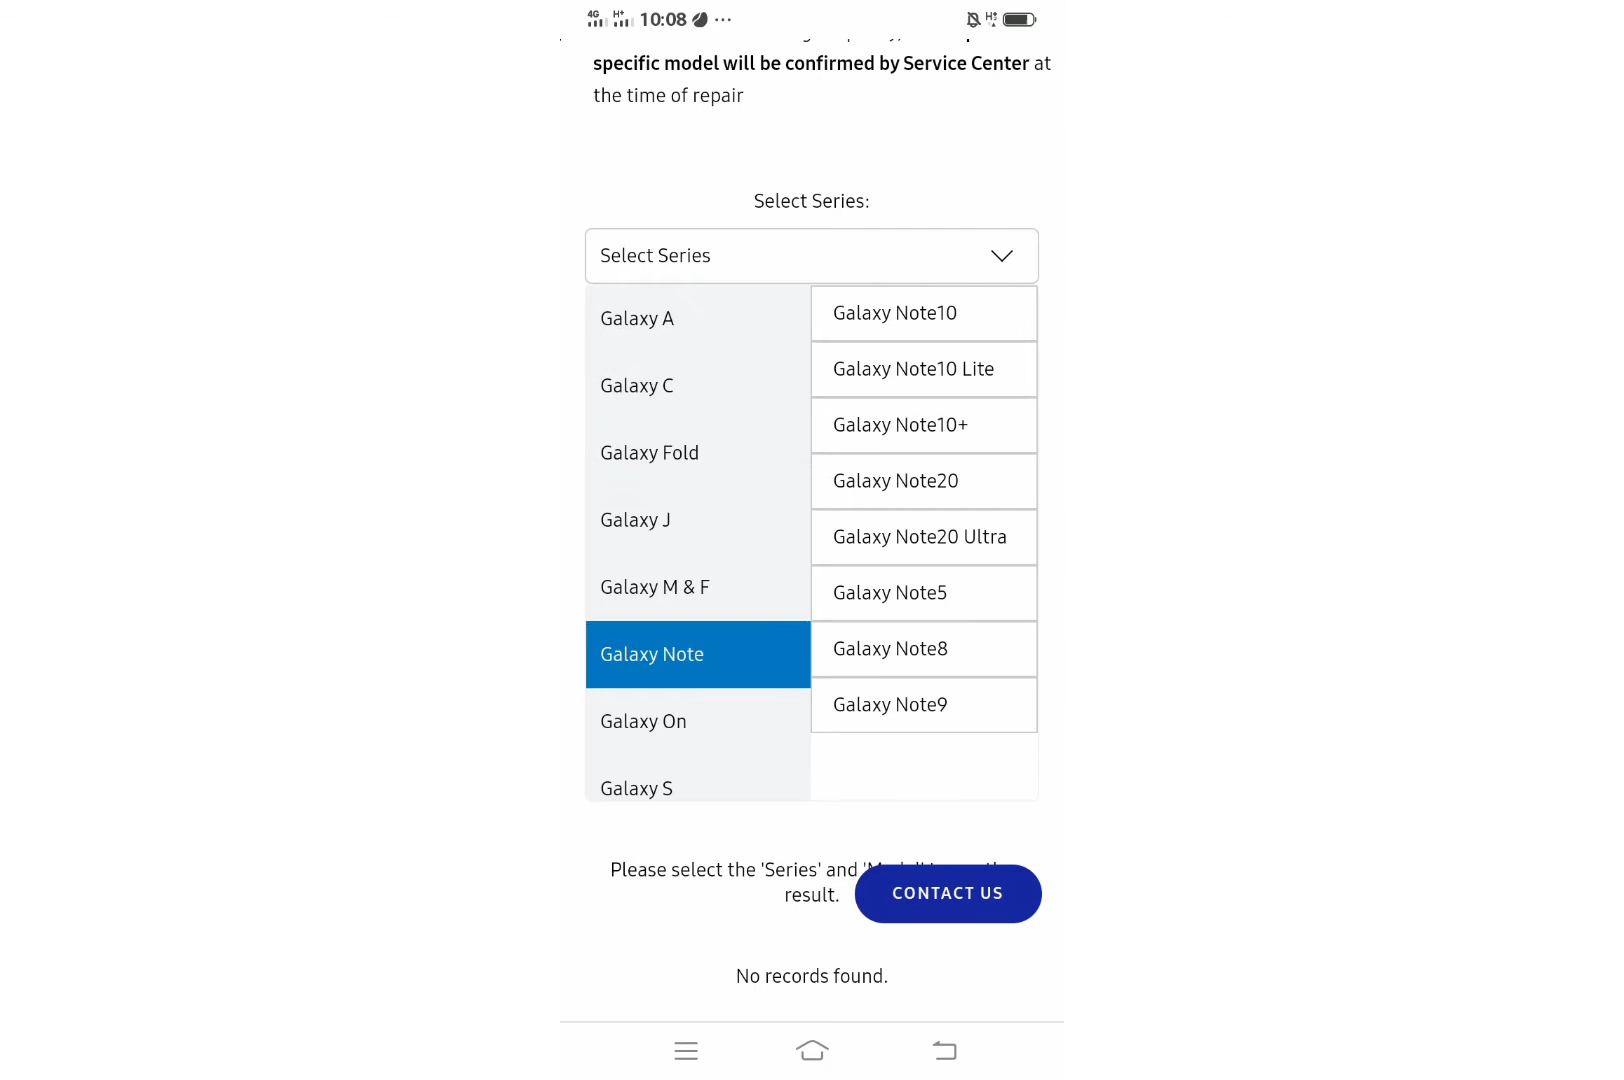 4G H+ 10:08 ...
specific model will be confirmed by Service Center at
the time of repair
Select Series:
Select Series
Galaxy A
Galaxy C
Galaxy Fold
Galaxy J
Galaxy M & F
Galaxy Note
Galaxy On
Galaxy S
Galaxy Note10
Galaxy Note10 Lite
Galaxy Note10+
Galaxy Note20
Galaxy Note20 Ultra
Galaxy Note5
Galaxy Note8
Galaxy Note9
Please select the 'Series' and
result.
CONTACT US
No records found.